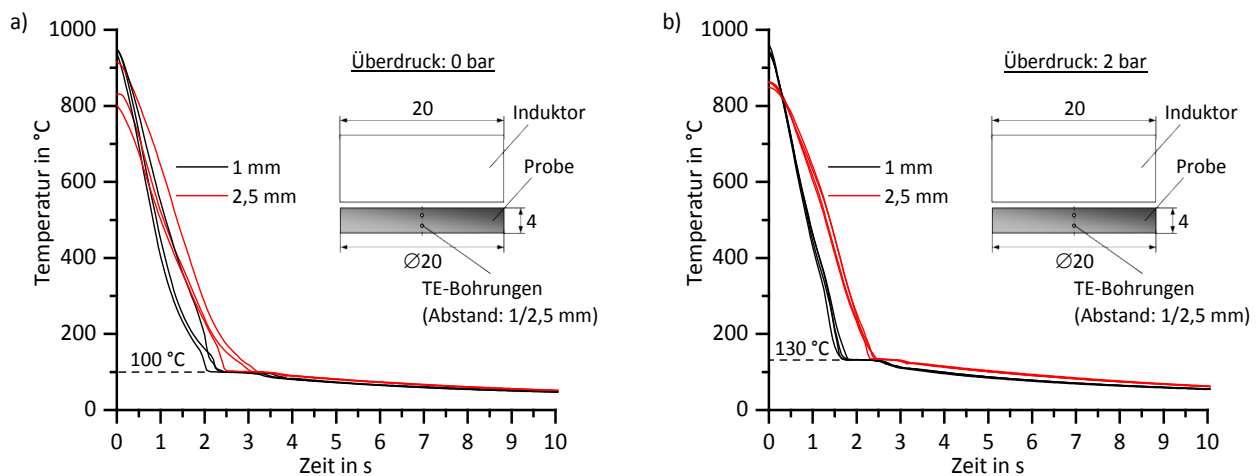 a)
1000
800
600
400
200
0
Temperatur in °C
0 1 2 3 4 5 6 7 8 9 10
Zeit in s
Überdruck: 0 bar
20
Induktor
1 mm
Probe
2,5 mm
4
∅20
TE-Bohrungen
(Abstand: 1/2,5 mm)
100 °C
b)
1000
800
600
400
200
0
Temperatur in °C
0 1 2 3 4 5 6 7 8 9 10
Zeit in s
Überdruck: 2 bar
20
Induktor
1 mm
Probe
2,5 mm
4
∅20
TE-Bohrungen
(Abstand: 1/2,5 mm)
130 °C